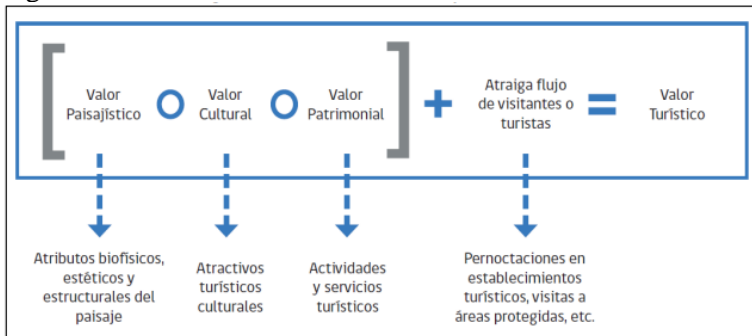 Valor
Paisajístico
O
Valor
Cultural
O
Valor
Patrimonial
+
Atraiga flujo
de visitantes o
turistas
=
Valor
Turístico
Atributos biofísicos,
estéticos y
estructurales del
paisaje
Atractivos
turísticos
culturales
Actividades
y servicios
turísticos
Pernoctaciones en
establecimientos
turísticos, visitas a
áreas protegidas, etc.